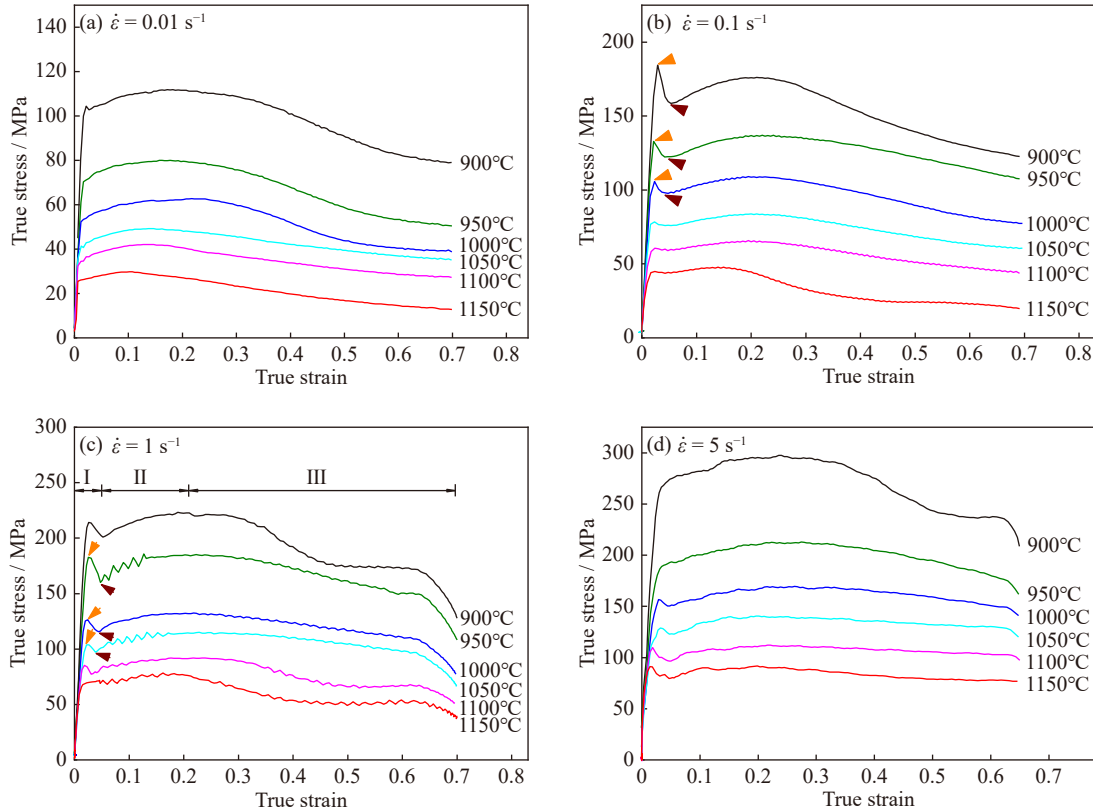 (a) ε̇ = 0.01 s⁻¹
True stress / MPa
140
120
100
80
60
40
20
0
900°C
950°C
1000°C
1050°C
1100°C
1150°C
0 0.1 0.2 0.3 0.4 0.5 0.6 0.7 0.8
True strain
(b) ε̇ = 0.1 s⁻¹
True stress / MPa
200
150
100
50
0
900°C
950°C
1000°C
1050°C
1100°C
1150°C
0 0.1 0.2 0.3 0.4 0.5 0.6 0.7 0.8
True strain
(c) ε̇ = 1 s⁻¹
I II III
True stress / MPa
300
250
200
150
100
50
0
900°C
950°C
1000°C
1050°C
1100°C
1150°C
0 0.1 0.2 0.3 0.4 0.5 0.6 0.7 0.8
True strain
(d) ε̇ = 5 s⁻¹
True stress / MPa
300
250
200
150
100
50
0
900°C
950°C
1000°C
1050°C
1100°C
1150°C
0 0.1 0.2 0.3 0.4 0.5 0.6 0.7
True strain